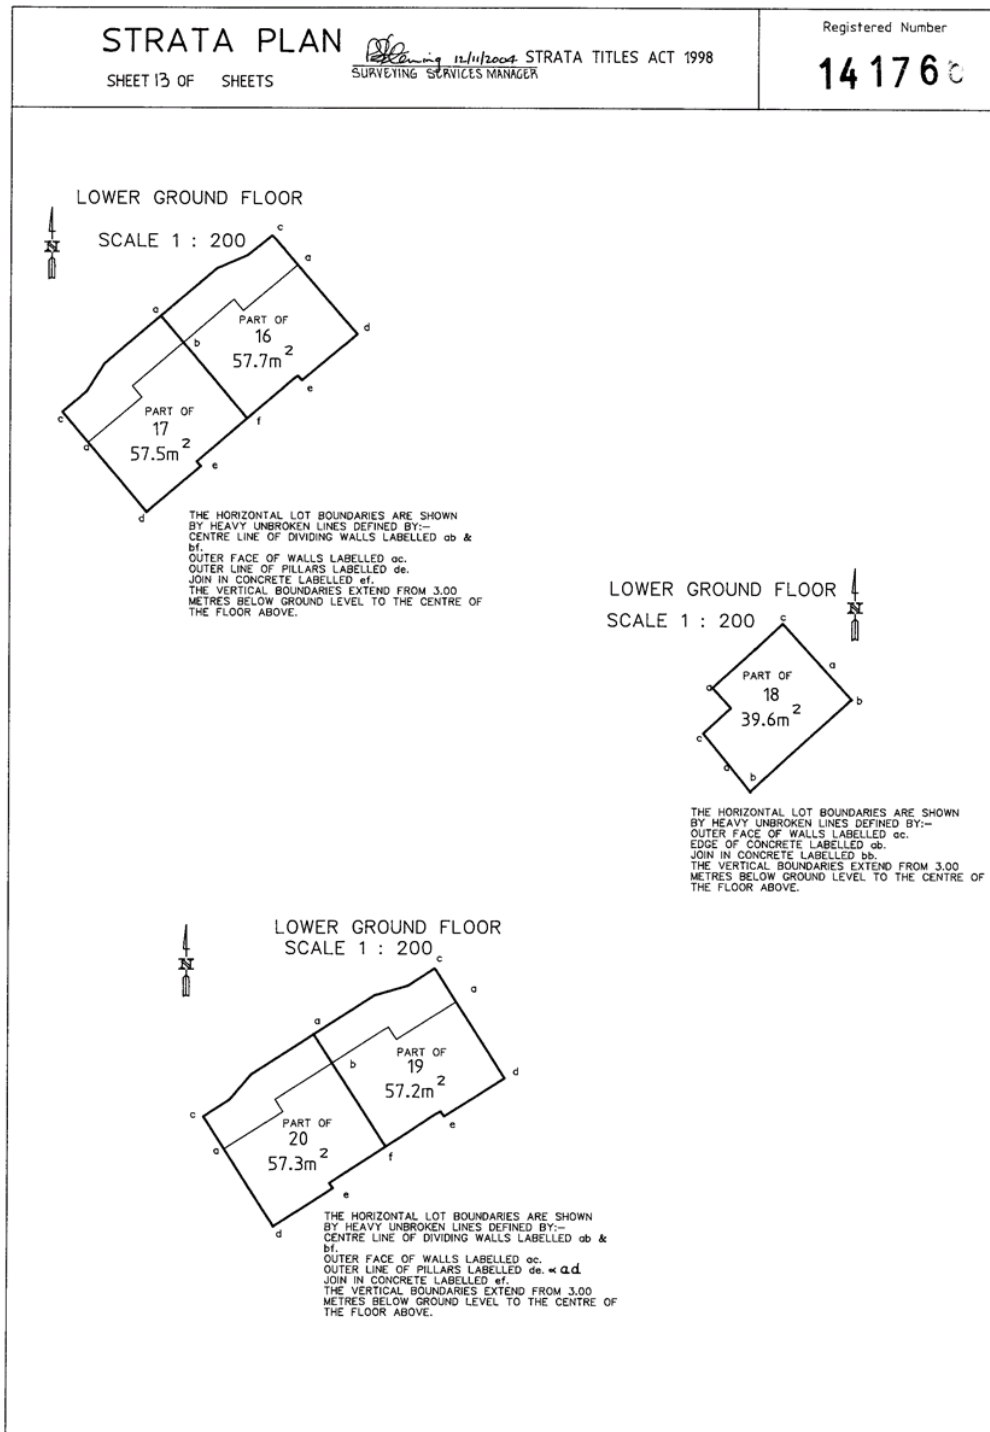 STRATA PLAN
12/11/2004 STRATA TITLES ACT 1998
SURVEYING SERVICES MANAGER
SHEET 13 OF SHEETS
Registered Number
14176
LOWER GROUND FLOOR
N
SCALE 1 : 200
c
a
a
PART OF
16
57.7m²
b
d
e
c
PART OF
17
57.5m²
a
f
e
d
THE HORIZONTAL LOT BOUNDARIES ARE SHOWN
BY HEAVY UNBROKEN LINES DEFINED BY:-
CENTRE LINE OF DIVIDING WALLS LABELLED ab &
bf.
OUTER FACE OF WALLS LABELLED ac.
OUTER LINE OF PILLARS LABELLED de.
JOIN IN CONCRETE LABELLED ef.
THE VERTICAL BOUNDARIES EXTEND FROM 3.00
METRES BELOW GROUND LEVEL TO THE CENTRE OF
THE FLOOR ABOVE.
LOWER GROUND FLOOR
N
SCALE 1 : 200
c
a
PART OF
18
39.6m²
a
b
c
a
b
THE HORIZONTAL LOT BOUNDARIES ARE SHOWN
BY HEAVY UNBROKEN LINES DEFINED BY:-
OUTER FACE OF WALLS LABELLED ac.
EDGE OF CONCRETE LABELLED ab.
JOIN IN CONCRETE LABELLED bb.
THE VERTICAL BOUNDARIES EXTEND FROM 3.00
METRES BELOW GROUND LEVEL TO THE CENTRE OF
THE FLOOR ABOVE.
LOWER GROUND FLOOR
N
SCALE 1 : 200
c
a
a
PART OF
19
57.2m²
b
d
e
c
PART OF
20
57.3m²
a
f
e
d
THE HORIZONTAL LOT BOUNDARIES ARE SHOWN
BY HEAVY UNBROKEN LINES DEFINED BY:-
CENTRE LINE OF DIVIDING WALLS LABELLED ab &
bf.
OUTER FACE OF WALLS LABELLED ac.
OUTER LINE OF PILLARS LABELLED de. & ad
JOIN IN CONCRETE LABELLED ef.
THE VERTICAL BOUNDARIES EXTEND FROM 3.00
METRES BELOW GROUND LEVEL TO THE CENTRE OF
THE FLOOR ABOVE.